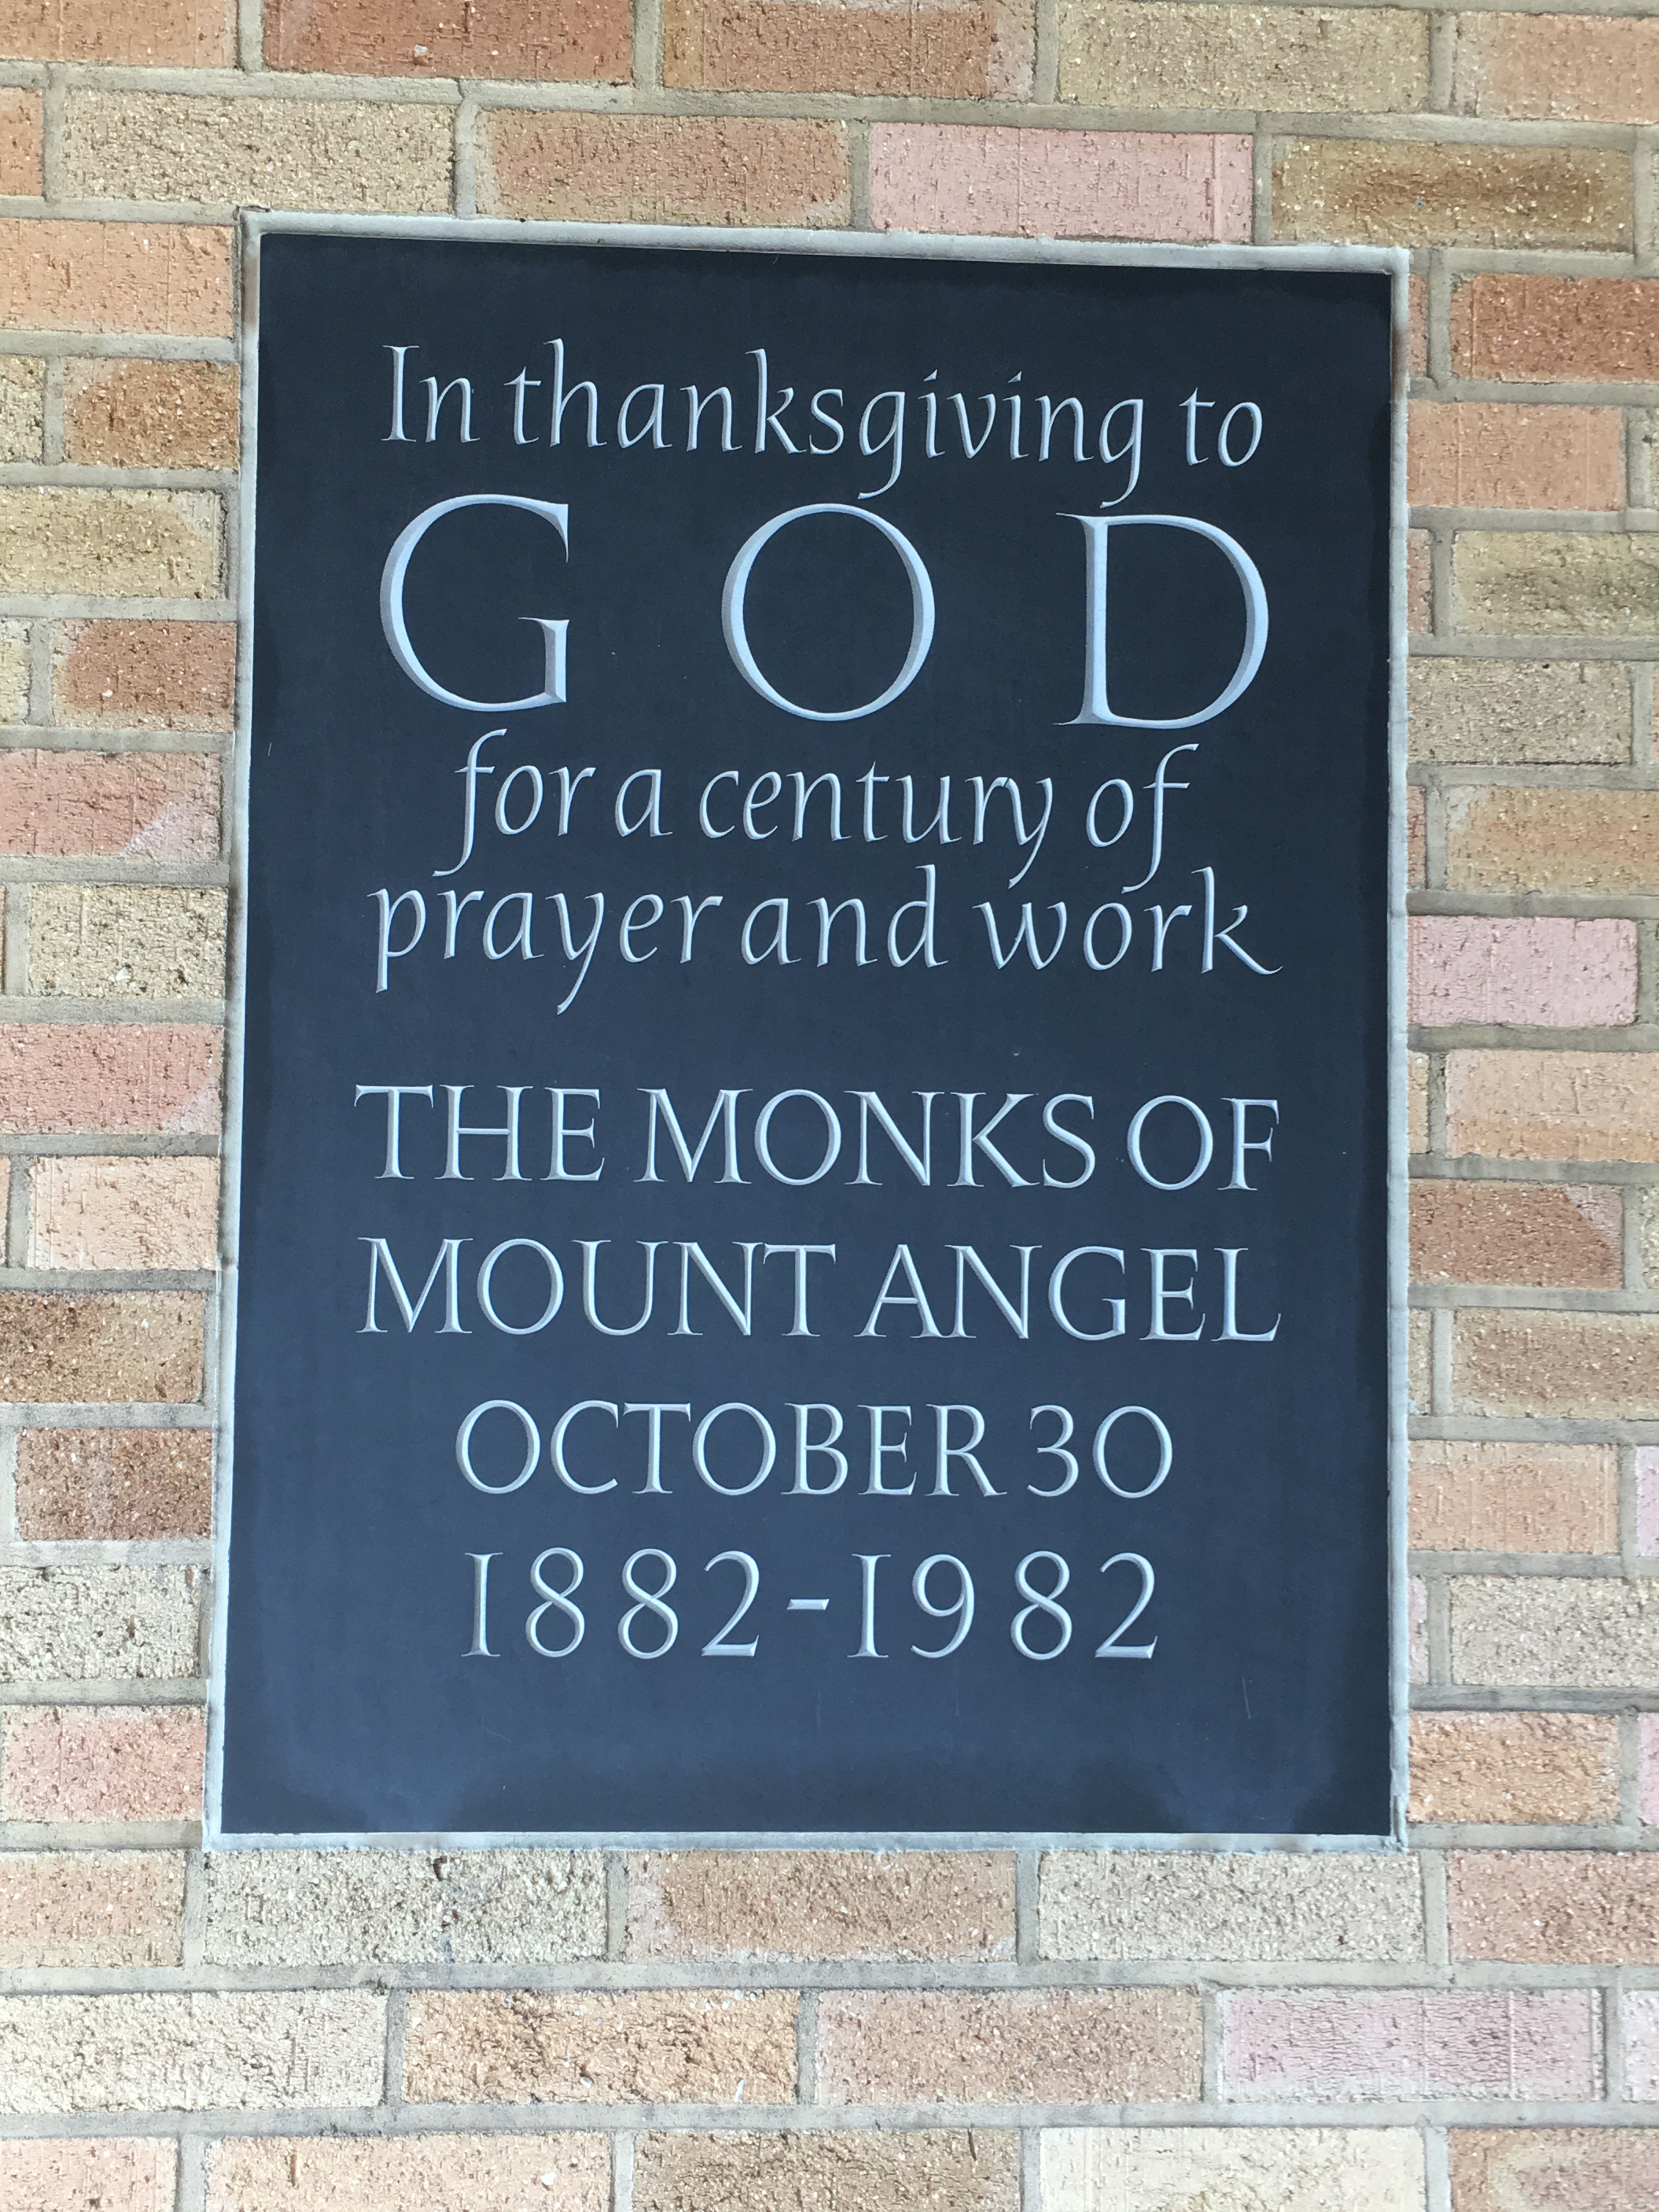 In thanksgiving to
GOD
for a century of
prayer and work
THE MONKS OF
MOUNT ANGEL
OCTOBER 30
1882-1982